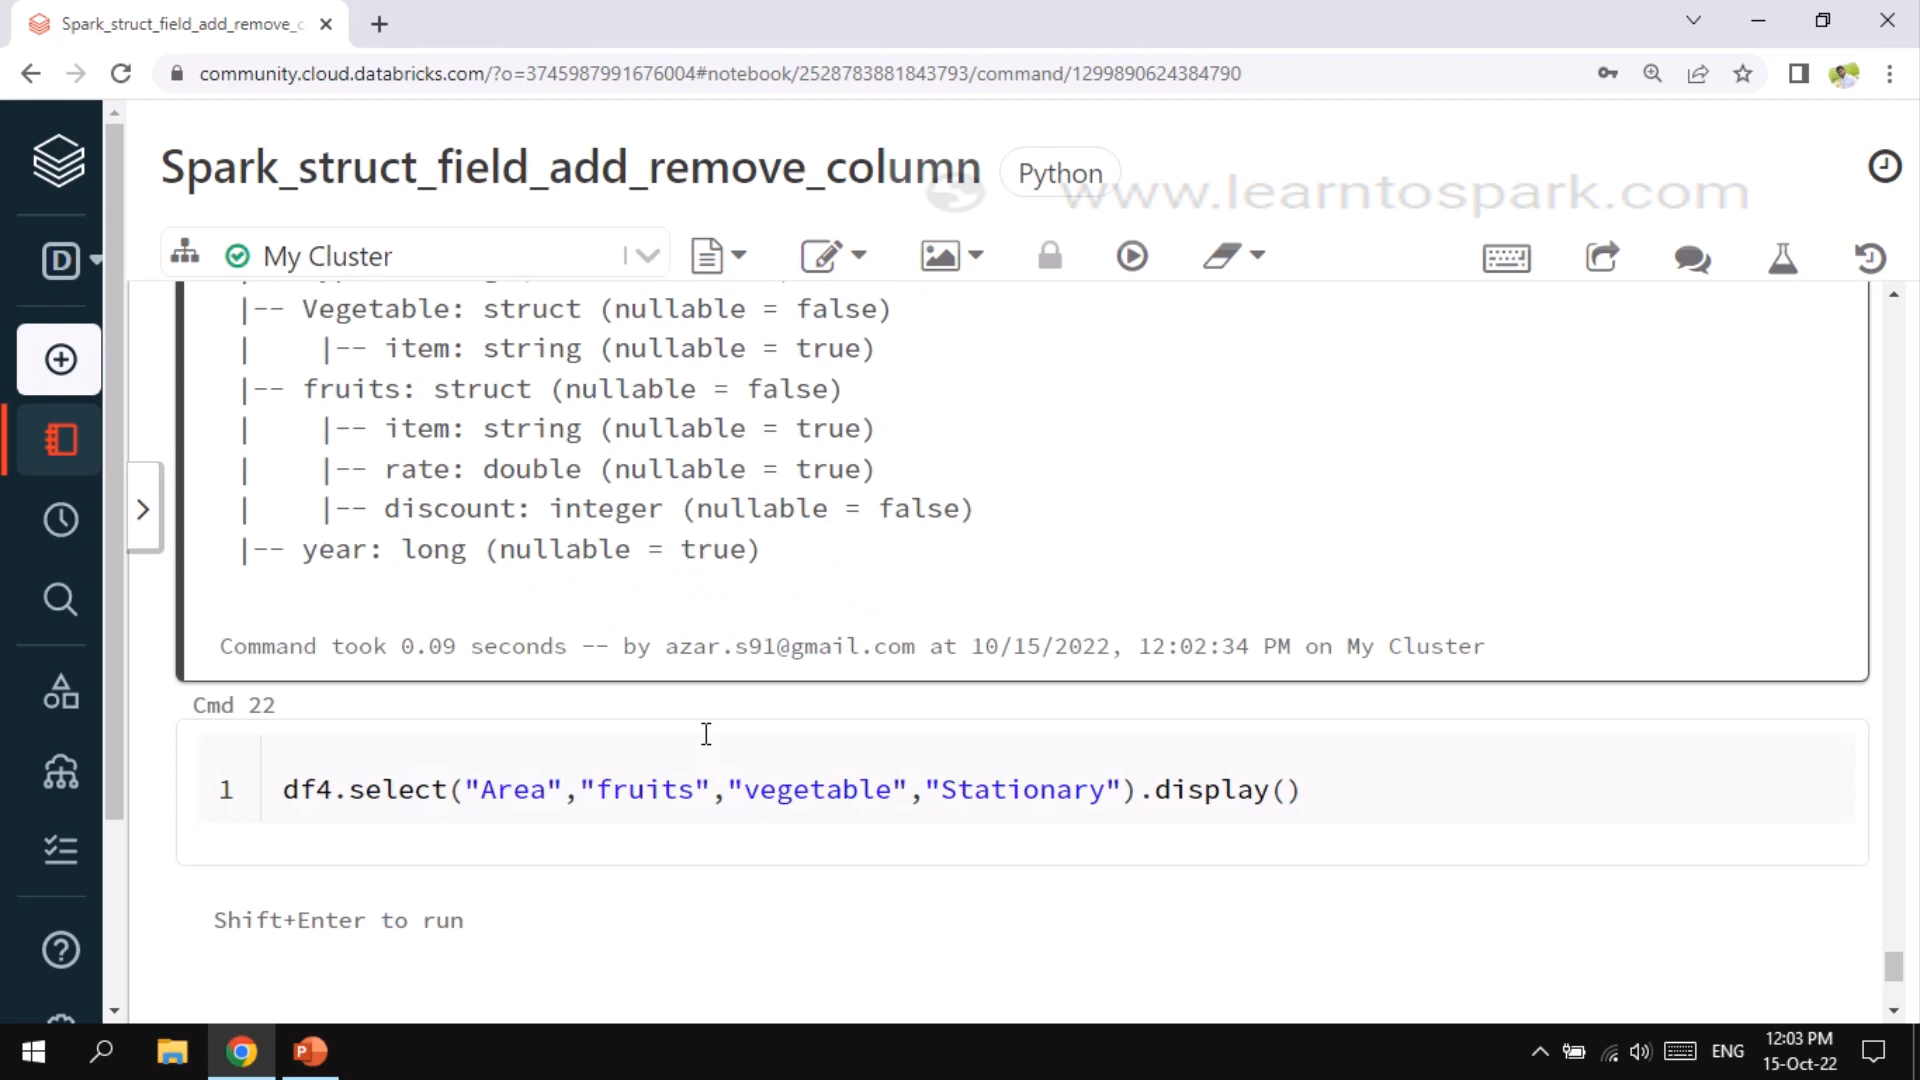 Spark_struct_field_add_remove_c
community.cloud.databricks.com/?o=3745987991676004#notebook/2528783881843793/command/1299890624384790
Spark_struct_field_add_remove_column Python
www.learntospark.com
D
My Cluster
|-- Vegetable: struct (nullable = false)
|    |-- item: string (nullable = true)
|-- fruits: struct (nullable = false)
|    |-- item: string (nullable = true)
|    |-- rate: double (nullable = true)
|    |-- discount: integer (nullable = false)
|-- year: long (nullable = true)
Command took 0.09 seconds -- by azar.s91@gmail.com at 10/15/2022, 12:02:34 PM on My Cluster
Cmd 22
1 df4.select("Area","fruits","vegetable","Stationary").display()
Shift+Enter to run
P
ENG
12:03 PM
15-Oct-22